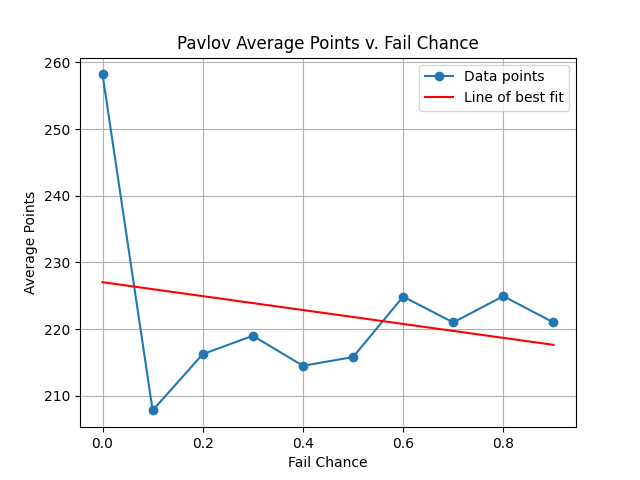 Pavlov Average Points v. Fail Chance
Data points
Line of best fit
Average Points
260
250
240
230
220
210
0.0 0.2 0.4 0.6 0.8
Fail Chance